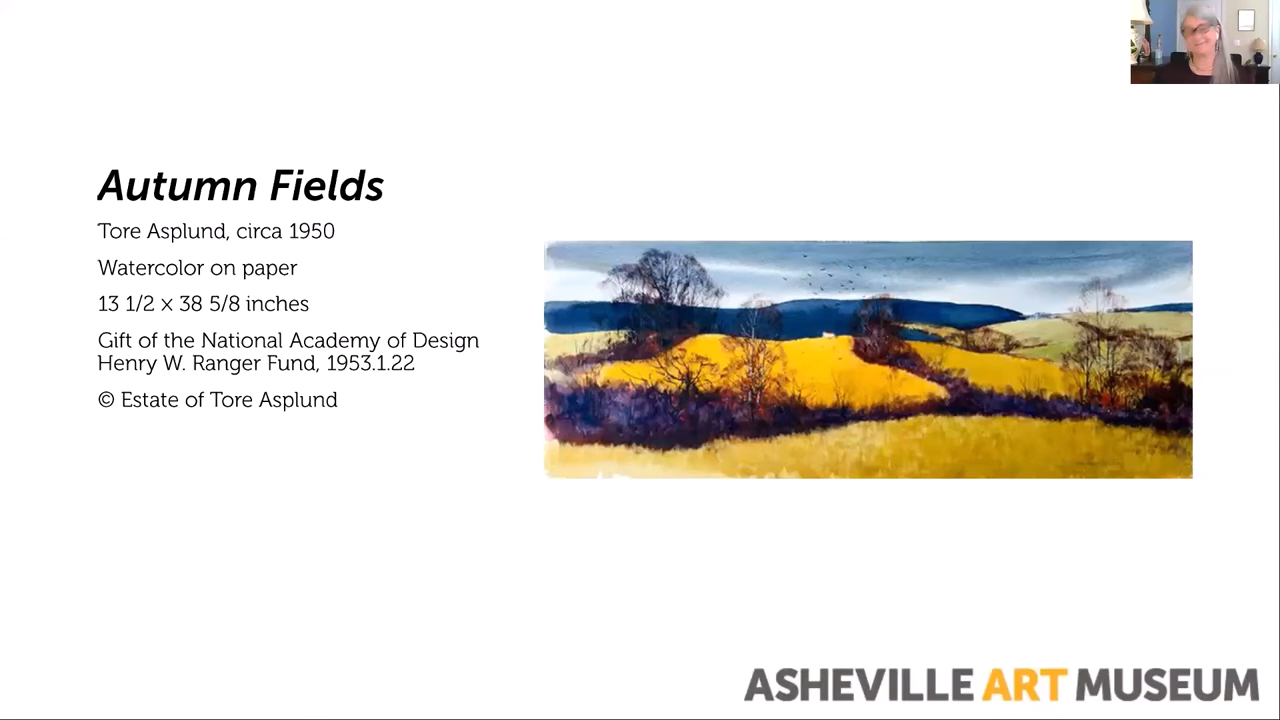 Autumn Fields
Tore Asplund, circa 1950
Watercolor on paper
13 1/2 × 38 5/8 inches
Gift of the National Academy of Design
Henry W. Ranger Fund, 1953.1.22
© Estate of Tore Asplund
ASHEVILLE ART MUSEUM